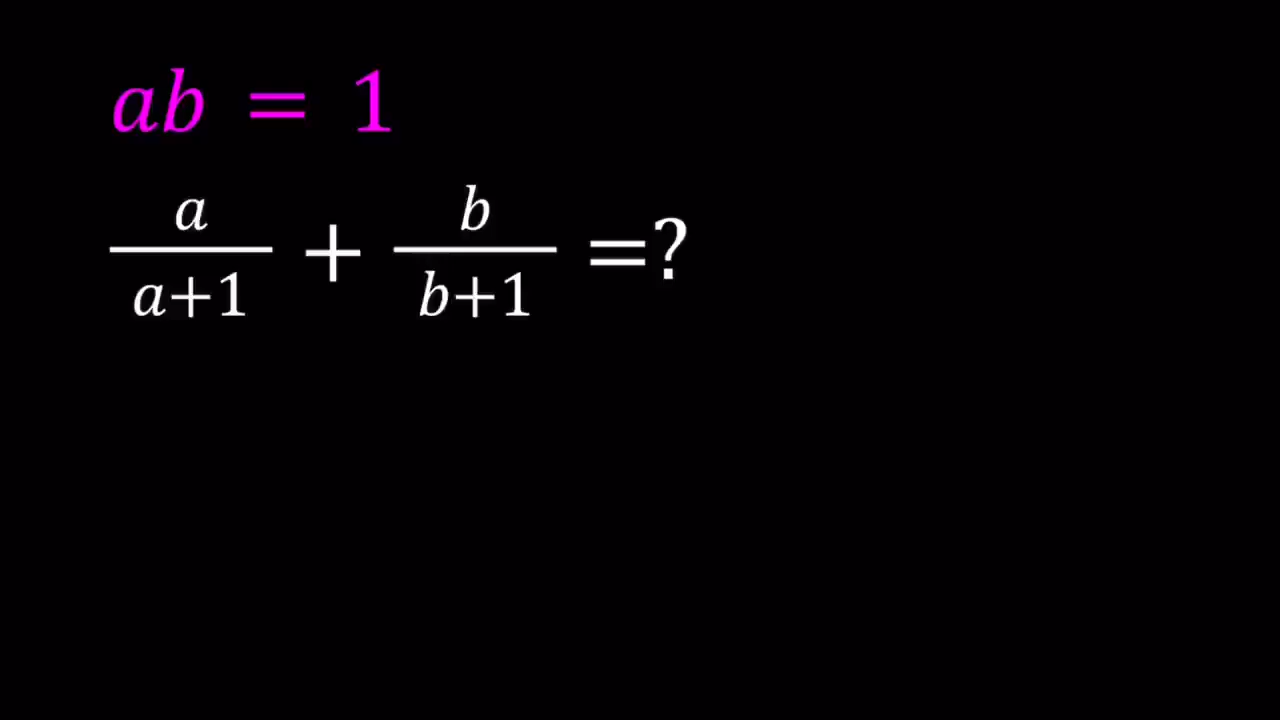 ab = 1
a/a+1 + b/b+1 =?